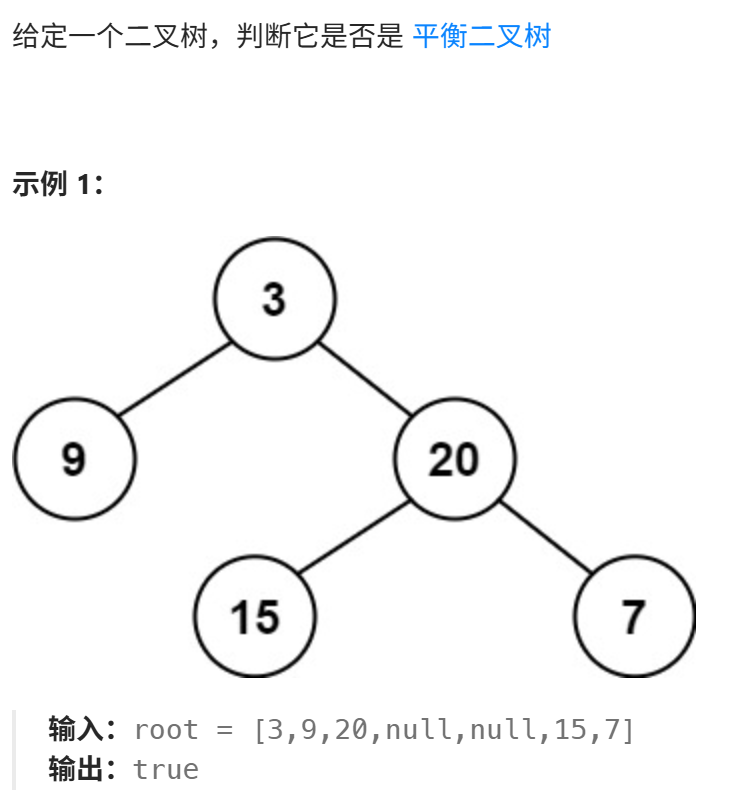 给定一个二叉树，判断它是否是 平衡二叉树
示例 1：
3
9
20
15
7
输入：root = [3,9,20,null,null,15,7]
输出：true